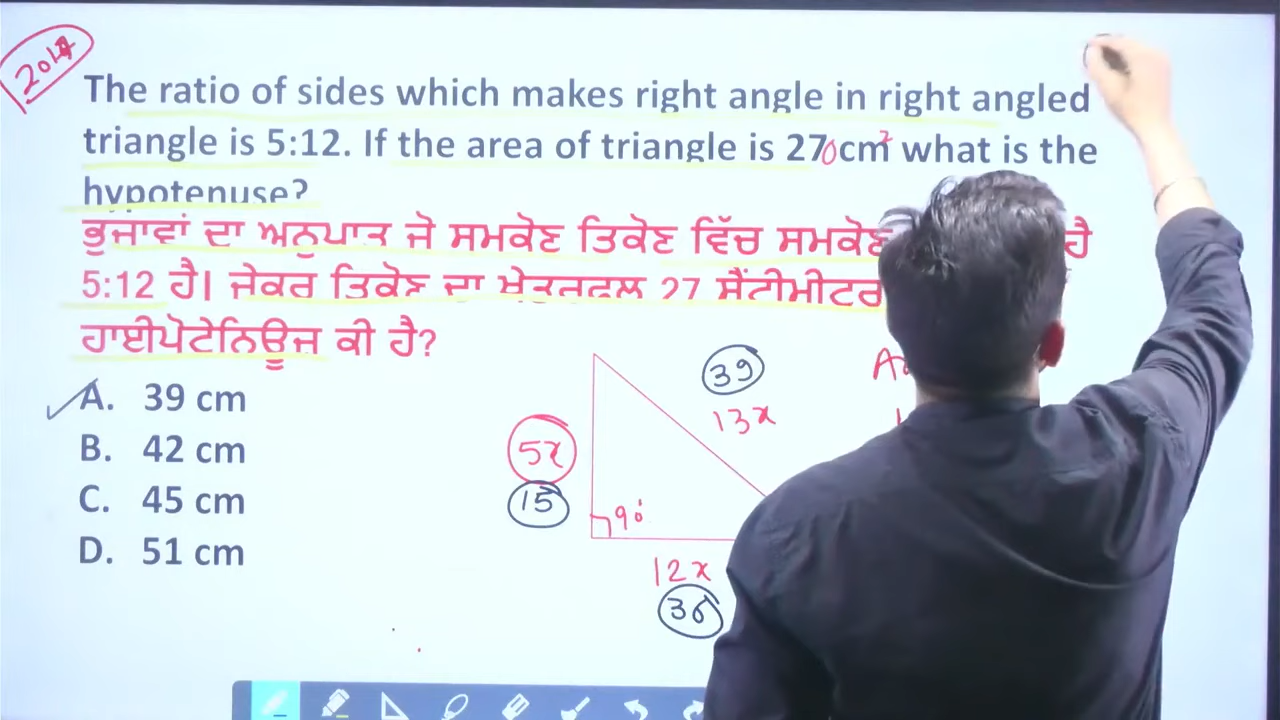 The ratio of sides which makes right angle in right angled
triangle is 5:12. If the area of triangle is 270cm² what is the
hypotenuse?
ਭੁਜਾਵਾਂ ਦਾ ਅਨੁਪਾਤ ਜੋ ਸਮਕੋਣ ਤਿਕੋਣ ਵਿੱਚ ਸਮਕੋਣ ਹੈ
5:12 ਹੈ। ਜੇਕਰ ਤਿਕੋਣ ਦਾ ਖੇਤਰਫਲ 27 ਸੈਂਟੀਮੀਟਰ
ਹਾਈਪੋਟੇਨਿਊਜ ਕੀ ਹੈ?
A. 39 cm
B. 42 cm
C. 45 cm
D. 51 cm
39
13x
5x
15
90°
12x
36